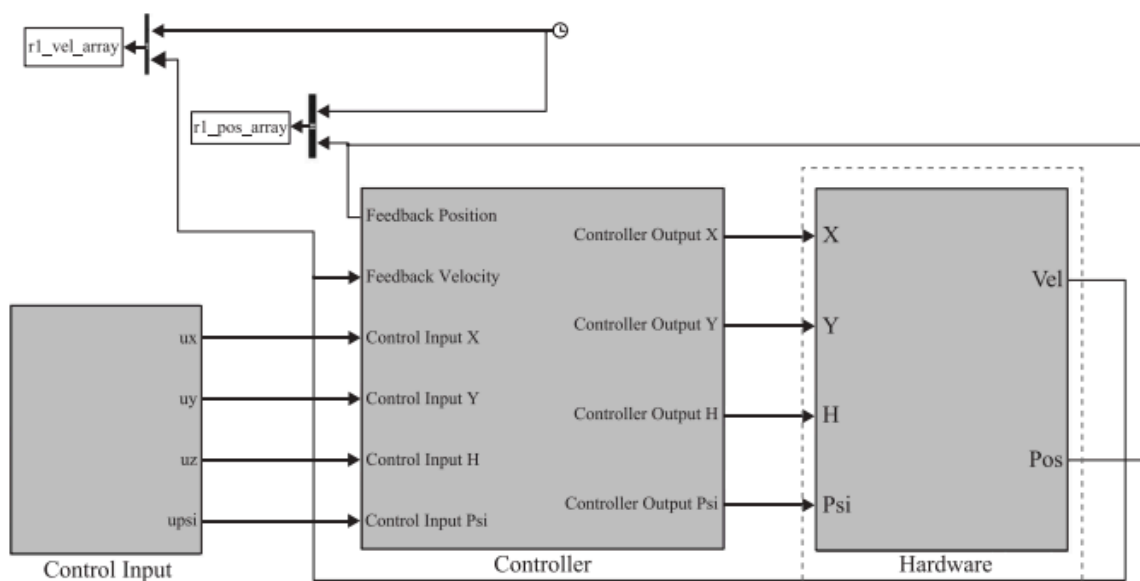 r1_vel_array
r1_pos_array
Feedback Position
Controller Output X
X
Feedback Velocity
Vel
ux
Control Input X
Controller Output Y
Y
uy
Control Input Y
Controller Output H
H
uz
Control Input H
Pos
upsi
Control Input Psi
Controller Output Psi
Psi
Control Input
Controller
Hardware